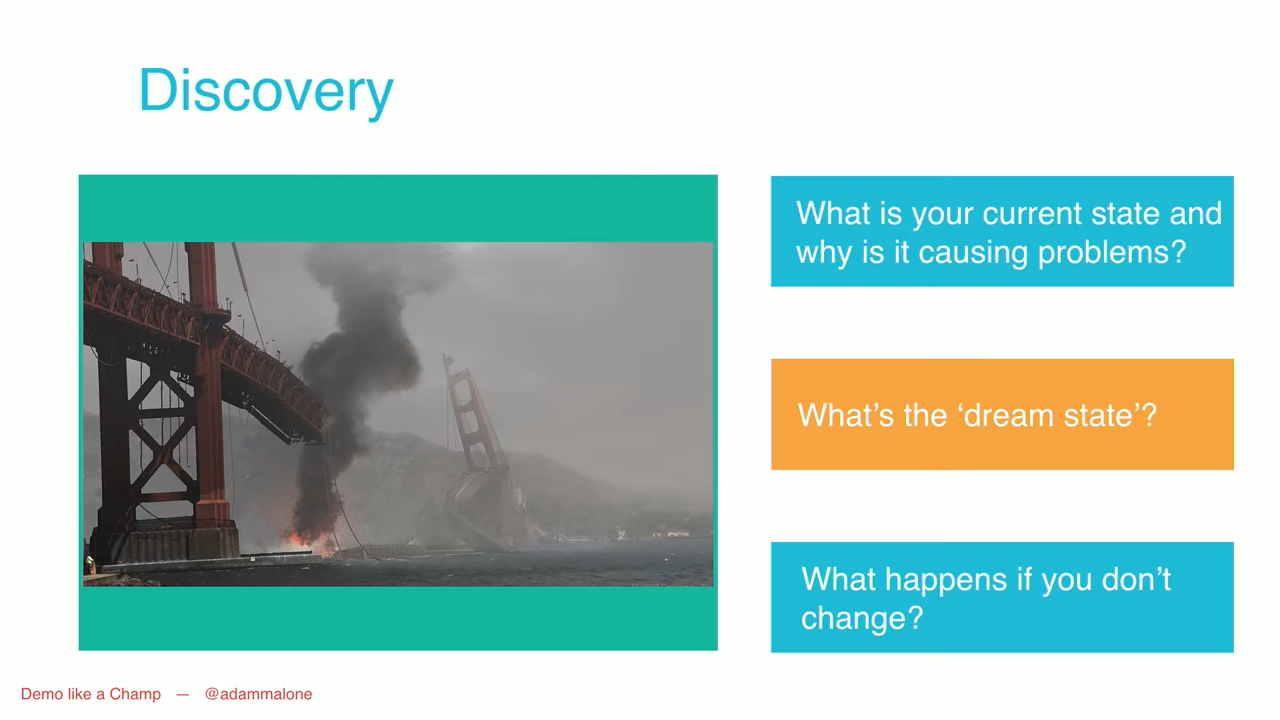 Discovery
What is your current state and
why is it causing problems?
What’s the ‘dream state’?
What happens if you don’t
change?
Demo like a Champ — @adammalone